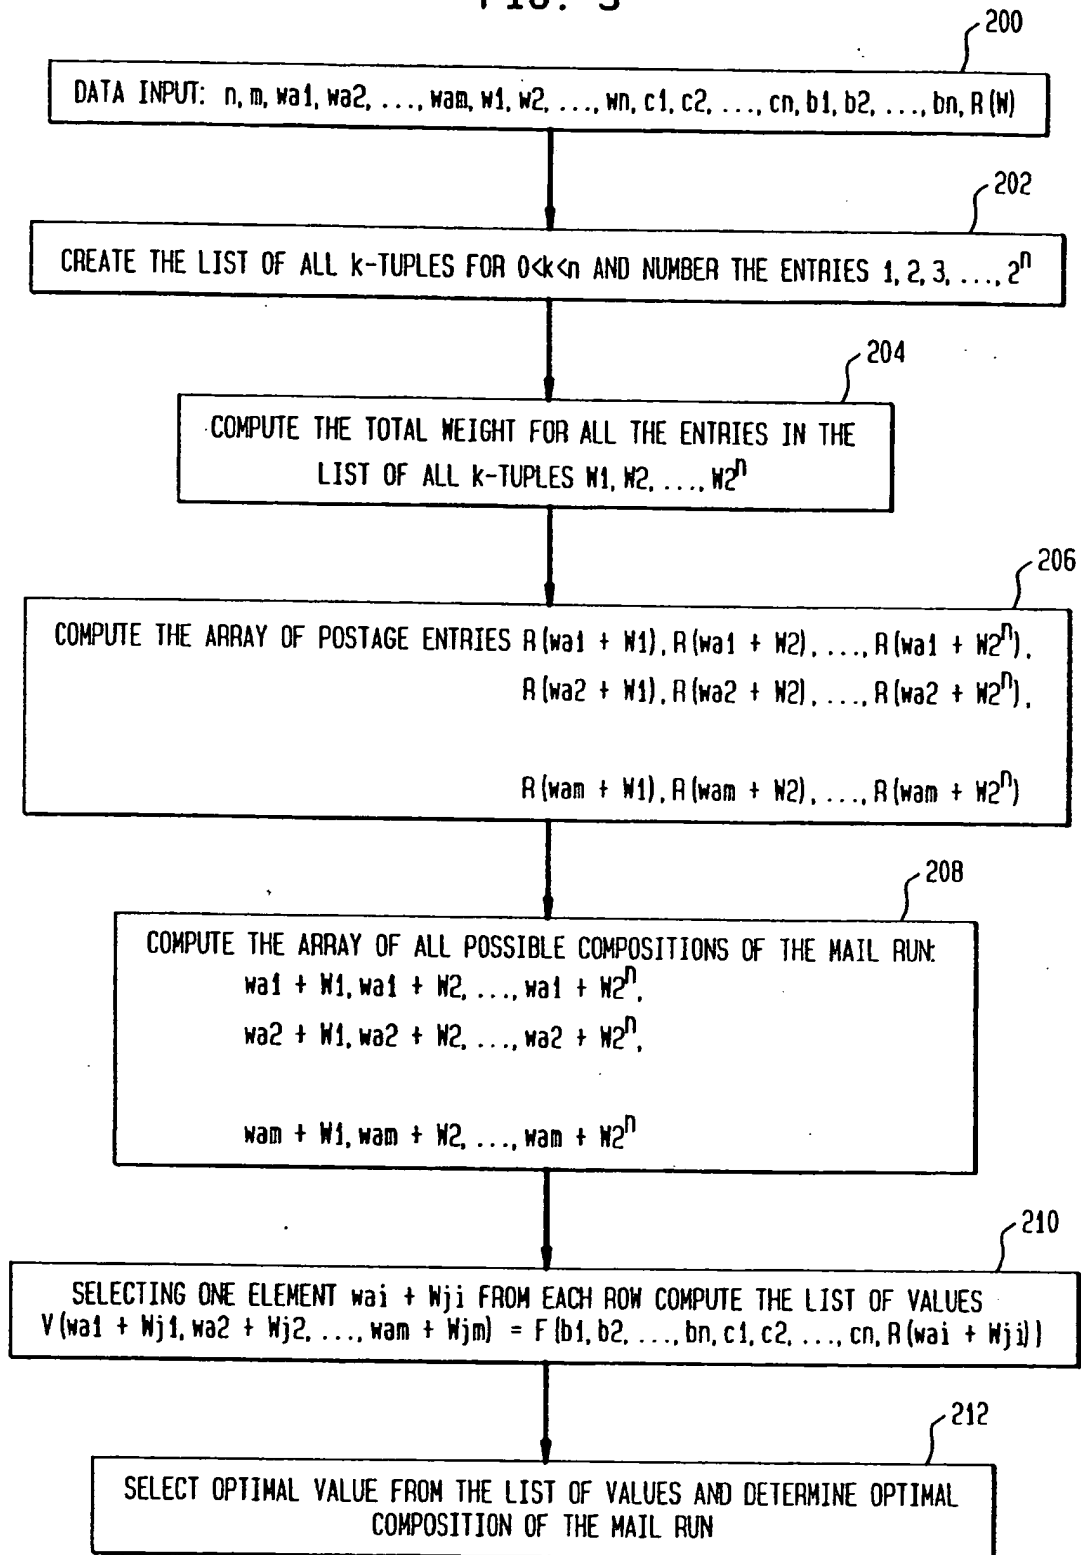 FIG. 3
200
DATA INPUT: n, m, wa1, wa2, ..., wam, w1, w2, ..., wn, c1, c2, ..., cn, b1, b2, ..., bn, R(W)
202
CREATE THE LIST OF ALL k-TUPLES FOR 0<k<n AND NUMBER THE ENTRIES 1, 2, 3, ..., 2^n
204
COMPUTE THE TOTAL WEIGHT FOR ALL THE ENTRIES IN THE
LIST OF ALL k-TUPLES W1, W2, ..., W2^n
206
COMPUTE THE ARRAY OF POSTAGE ENTRIES R(wa1 + W1), R(wa1 + W2), ..., R(wa1 + W2^n),
R(wa2 + W1), R(wa2 + W2), ..., R(wa2 + W2^n),
R(wam + W1), R(wam + W2), ..., R(wam + W2^n)
208
COMPUTE THE ARRAY OF ALL POSSIBLE COMPOSITIONS OF THE MAIL RUN:
wa1 + W1, wa1 + W2, ..., wa1 + W2^n,
wa2 + W1, wa2 + W2, ..., wa2 + W2^n,
wam + W1, wam + W2, ..., wam + W2^n
210
SELECTING ONE ELEMENT wai + Wji FROM EACH ROW COMPUTE THE LIST OF VALUES
V(wa1 + Wj1, wa2 + Wj2, ..., wam + Wjm) = F(b1, b2, ..., bn, c1, c2, ..., cn, R(wai + Wji))
212
SELECT OPTIMAL VALUE FROM THE LIST OF VALUES AND DETERMINE OPTIMAL
COMPOSITION OF THE MAIL RUN